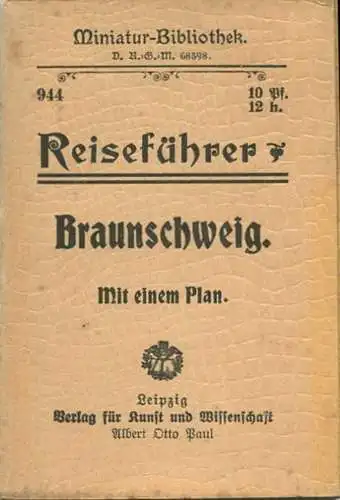 Miniatur-Bibliothek.
D. R.-G.-M. 68598.
944 10 Pf.
12 h.
Reiseführer
Braunschweig.
Mit einem Plan.
Leipzig
Verlag für Kunst und Wissenschaft
Albert Otto Paul